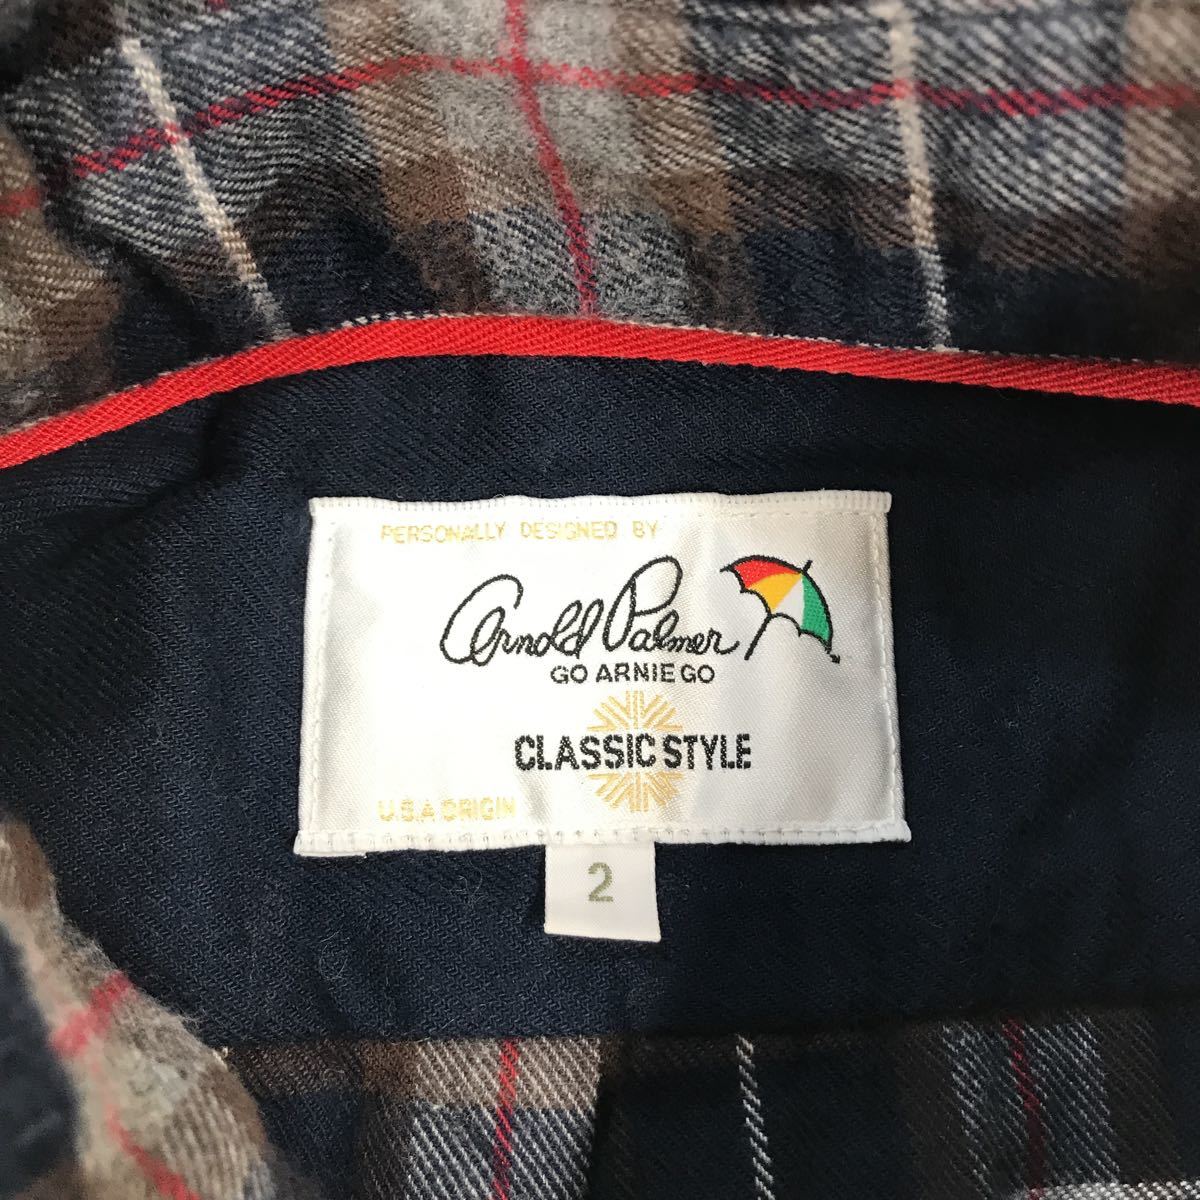 PERSONALLY DESIGNED BY
Arnold Palmer
GO ARNIE GO
CLASSIC STYLE
U.S.A ORIGIN
2